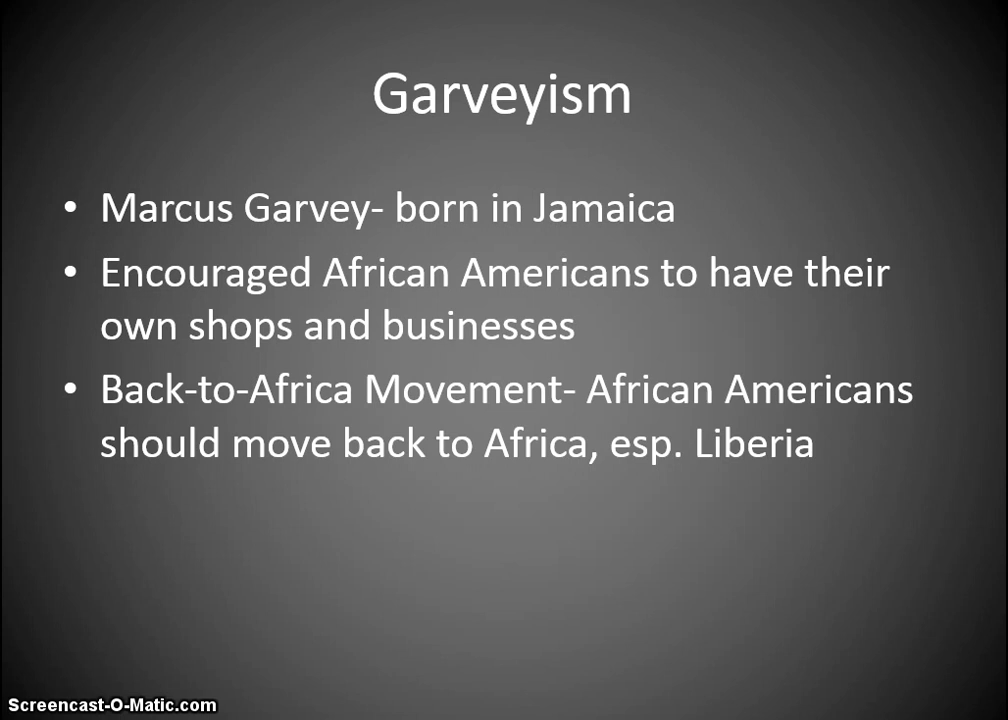 Garveyism
• Marcus Garvey- born in Jamaica
• Encouraged African Americans to have their
own shops and businesses
• Back-to-Africa Movement- African Americans
should move back to Africa, esp. Liberia
Screencast-O-Matic.com